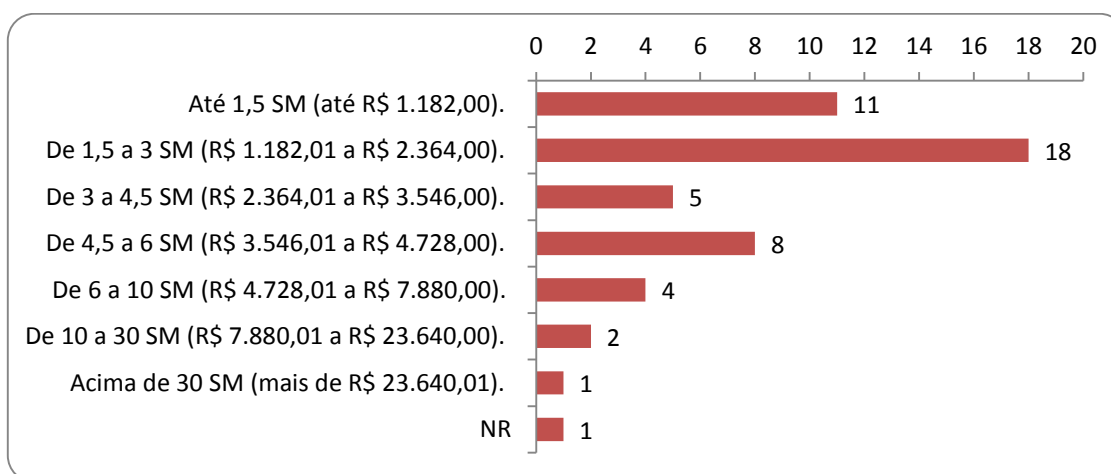 0 2 4 6 8 10 12 14 16 18 20
Até 1,5 SM (até R$ 1.182,00). 11
De 1,5 a 3 SM (R$ 1.182,01 a R$ 2.364,00). 18
De 3 a 4,5 SM (R$ 2.364,01 a R$ 3.546,00). 5
De 4,5 a 6 SM (R$ 3.546,01 a R$ 4.728,00). 8
De 6 a 10 SM (R$ 4.728,01 a R$ 7.880,00). 4
De 10 a 30 SM (R$ 7.880,01 a R$ 23.640,00). 2
Acima de 30 SM (mais de R$ 23.640,01). 1
NR 1